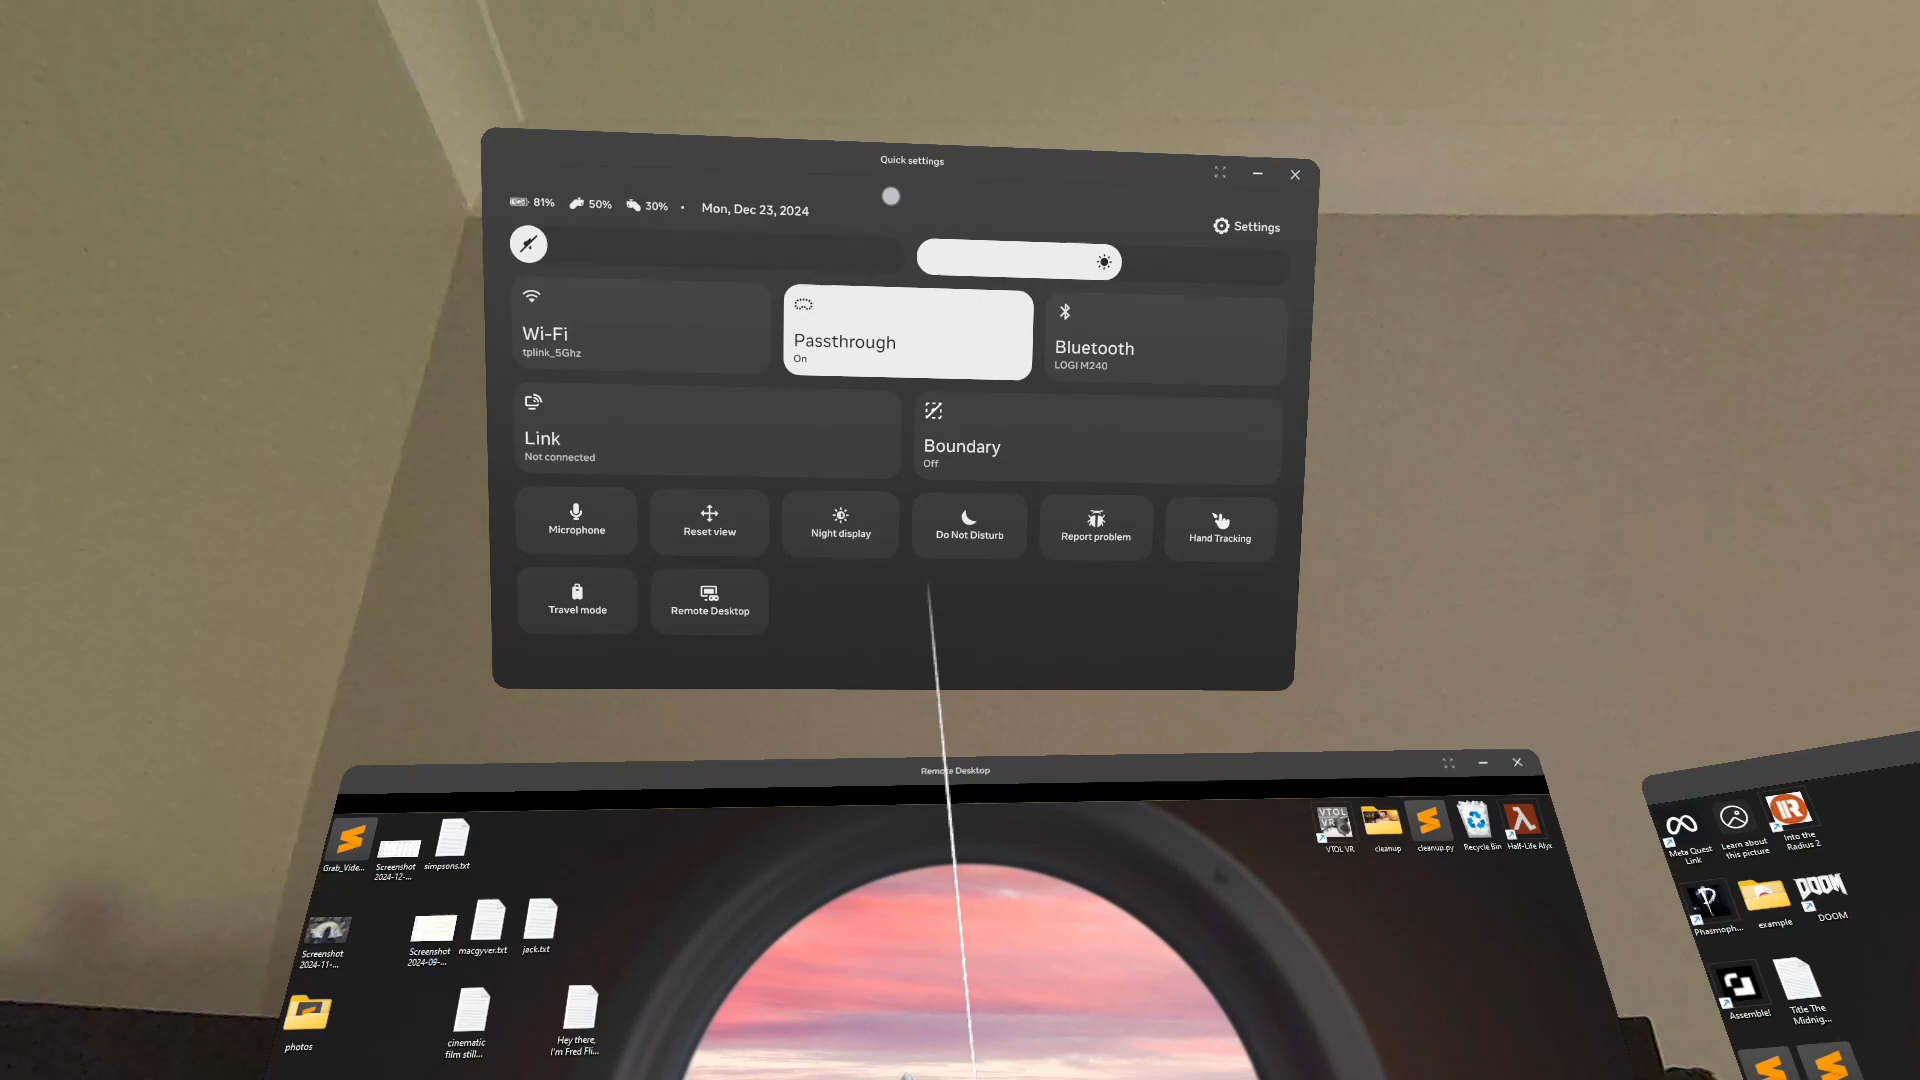 Quick settings
81% 50% 30% • Mon, Dec 23, 2024
Settings
Wi-Fi
tplink_5Ghz
Passthrough
On
Bluetooth
LOGI M240
Link
Not connected
Boundary
Off
Microphone
Reset view
Night display
Do Not Disturb
Report problem
Hand Tracking
Travel mode
Remote Desktop
Remote Desktop
Grab_Vide...
Screenshot
2024-12-...
simpsons.txt
VTOL
VR
VTOL VR
cleanup
cleanup.py
Recycle Bin
Half-Life Alyx
Screenshot
2024-11-...
Screenshot
2024-09-...
macgyver.txt
jack.txt
photos
cinematic
film still...
Hey there,
I'm Fred Fli...
Meta Quest
Link
Learn about
this picture
Into the
Radius 2
Phasmoph...
example
DOOM
DOOM
Assemble!
Title The
Midnig...